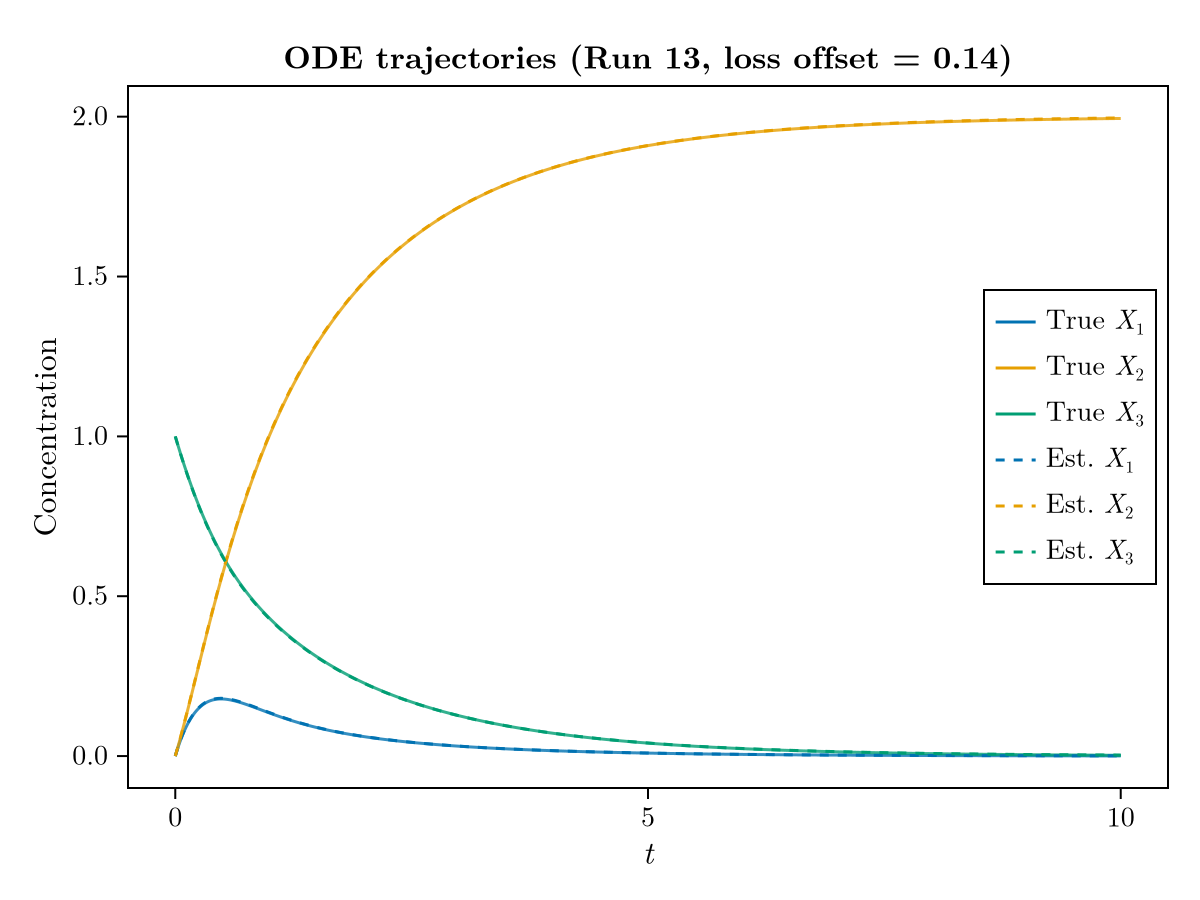 ODE trajectories (Run 13, loss offset = 0.14)
2.0
1.5
1.0
0.5
0.0
Concentration
True X₁
True X₂
True X₃
Est. X₁
Est. X₂
Est. X₃
0 5 10
t